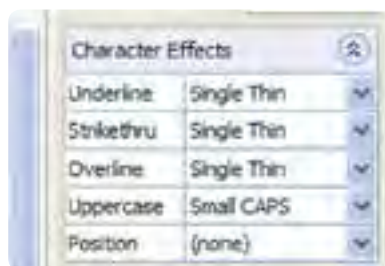 Character Effects
Underline Single Thin
Strikethru Single Thin
Overline Single Thin
Uppercase Small CAPS
Position (none)